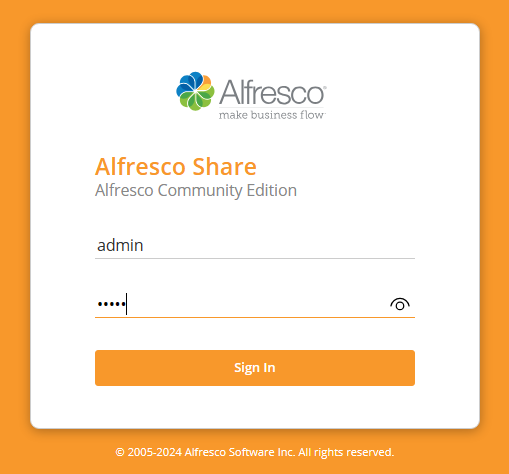 Alfresco
make business flow
Alfresco Share
Alfresco Community Edition
admin
•••••
Sign In
© 2005-2024 Alfresco Software Inc. All rights reserved.